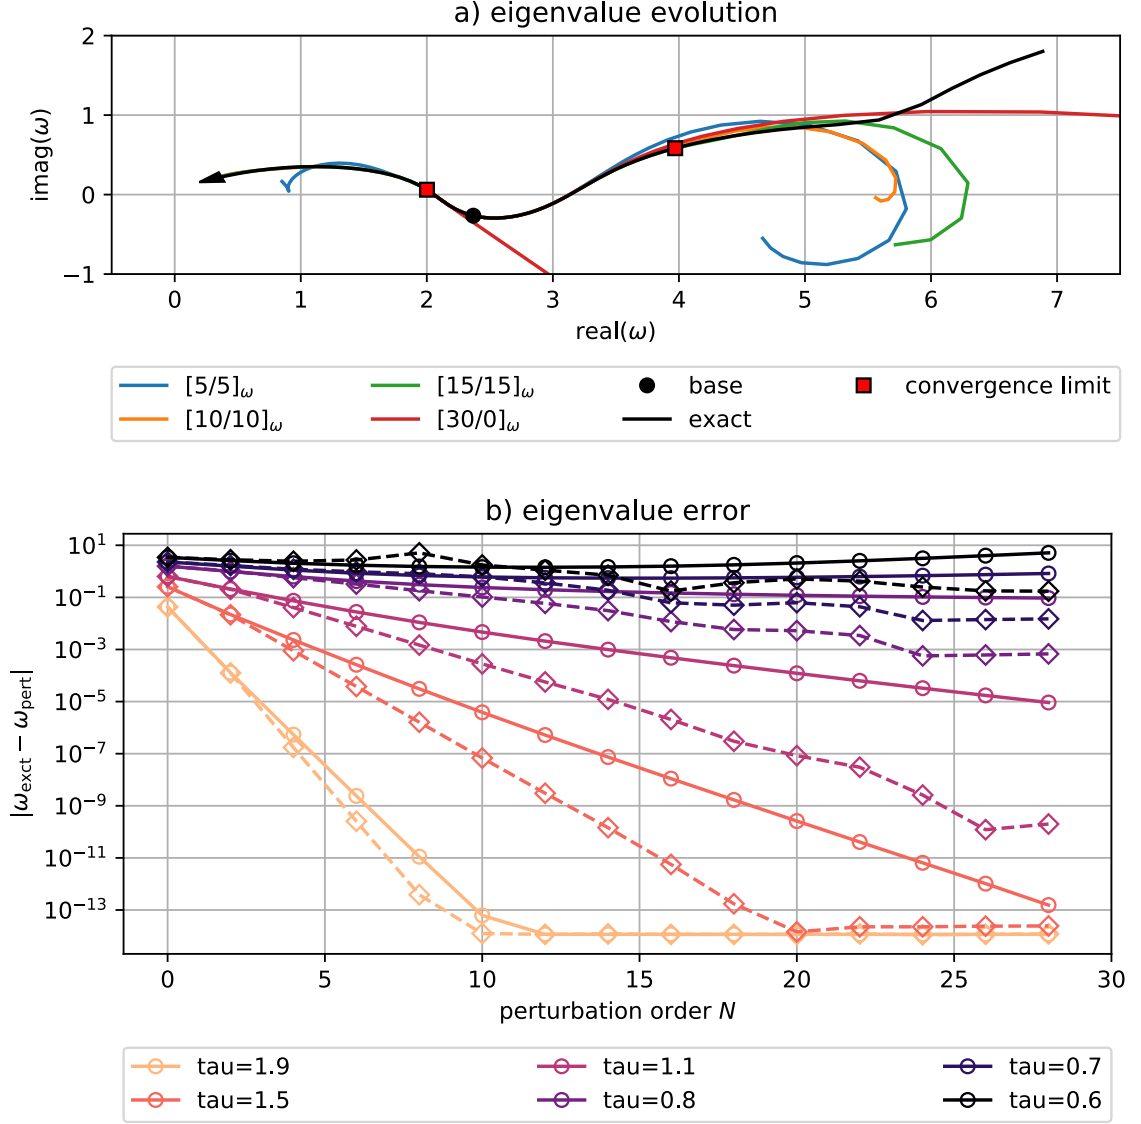 a) eigenvalue evolution
2
1
0
−1
imag(ω)
0 1 2 3 4 5 6 7
real(ω)
[5/5]ω [15/15]ω base convergence limit
[10/10]ω [30/0]ω exact
b) eigenvalue error
10¹
10⁻¹
10⁻³
10⁻⁵
10⁻⁷
10⁻⁹
10⁻¹¹
10⁻¹³
|ωexct − ωpert|
0 5 10 15 20 25 30
perturbation order N
tau=1.9 tau=1.1 tau=0.7
tau=1.5 tau=0.8 tau=0.6